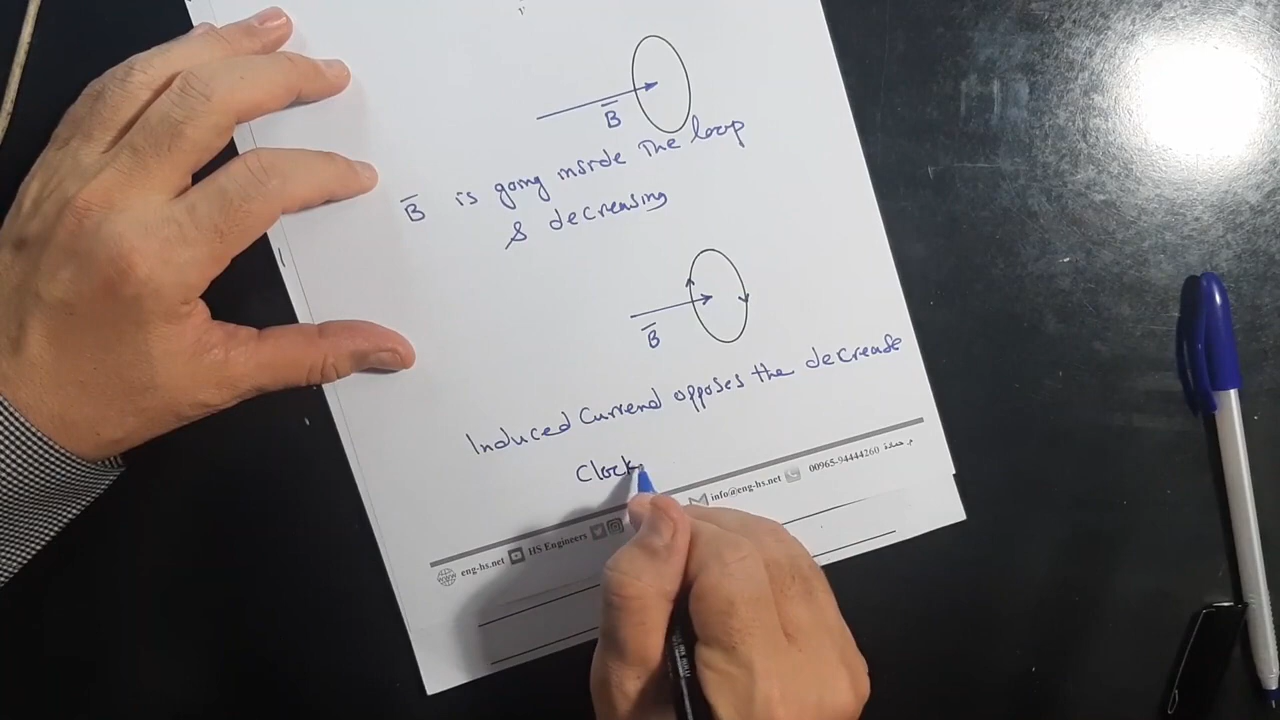 B
B is going inside the loop
& decreasing
B
Induced Current opposes the decrease
Clock
00965-94444260 م. حمادة
info@eng-hs.net
HS Engineers
eng-hs.net